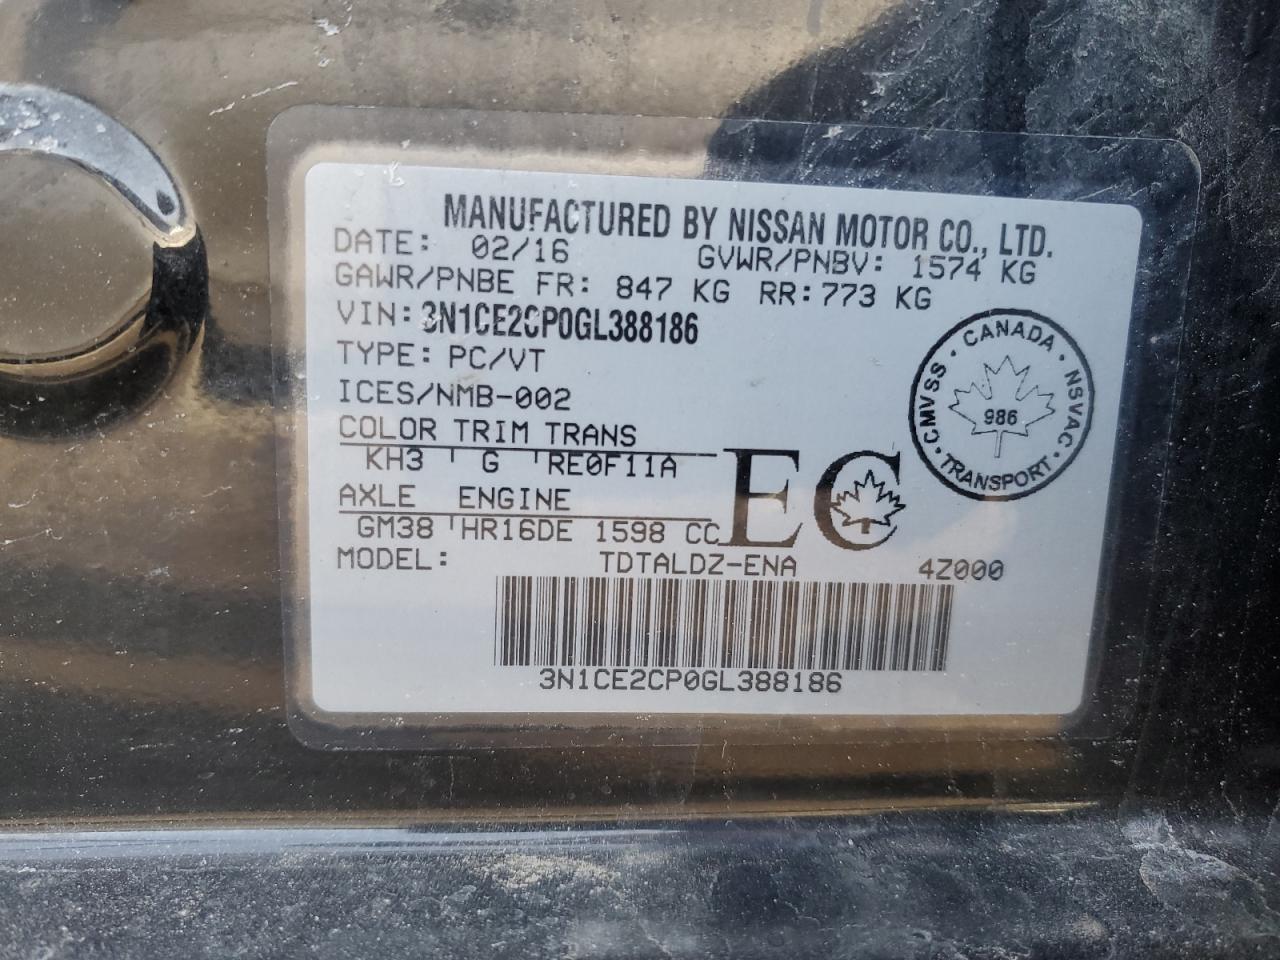 MANUFACTURED BY NISSAN MOTOR CO., LTD.
DATE: 02/16 GVWR/PNBV: 1574 KG
GAWR/PNBE FR: 847 KG RR:773 KG
VIN: 3N1CE2CP0GL388186
TYPE: PC/VT
ICES/NMB-002
COLOR TRIM TRANS
KH3 G RE0F11A
AXLE ENGINE
GM38 HR16DE 1598 CC
EC
CANADA · NSVAC · TRANSPORT · CMVSS ·
986
MODEL: TDTALDZ-ENA 4Z000
3N1CE2CP0GL388186